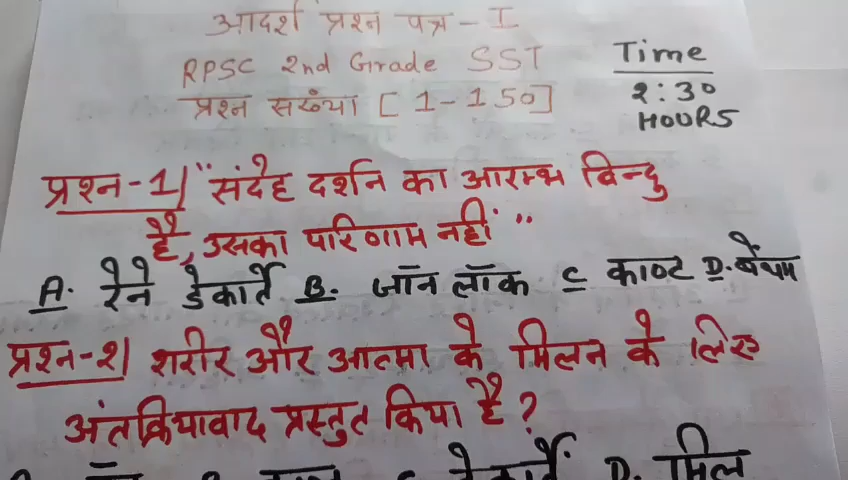 आदर्श प्रश्न पत्र - I
RPSC 2nd Grade SST
प्रश्न संख्या [1-150]
Time
2:30
HOURS
प्रश्न-1| "संदेह दर्शन का आरम्भ बिन्दु
है, उसका परिणाम नहीं"
A. रेने डेकार्ते B. जॉन लॉक C काण्ट D. बेंथम
प्रश्न-2| शरीर और आत्मा के मिलन के लिए
अंतक्रियावाद प्रस्तुत किया है?
C डेकार्ते D. मिल